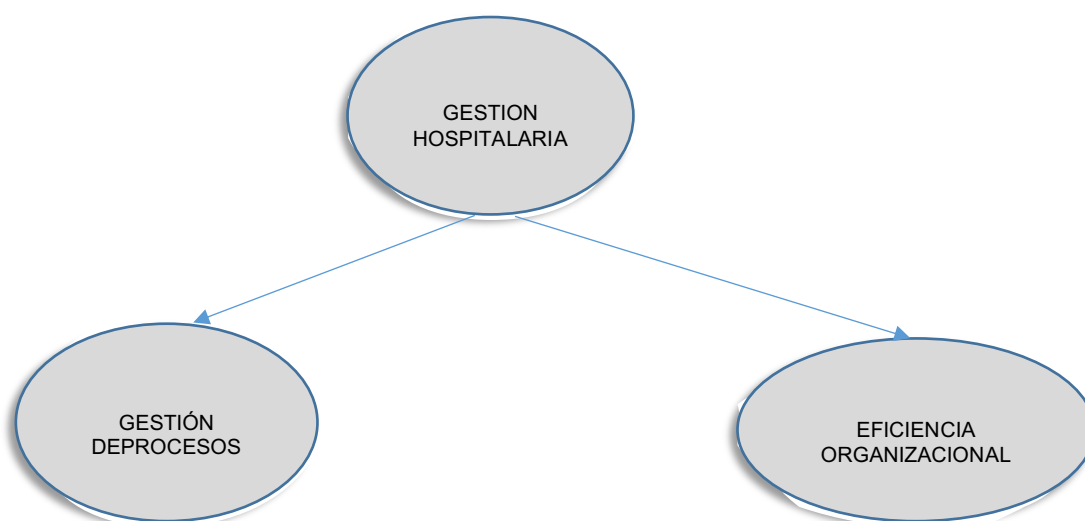 GESTION
HOSPITALARIA
GESTIÓN
DEPROCESOS
EFICIENCIA
ORGANIZACIONAL